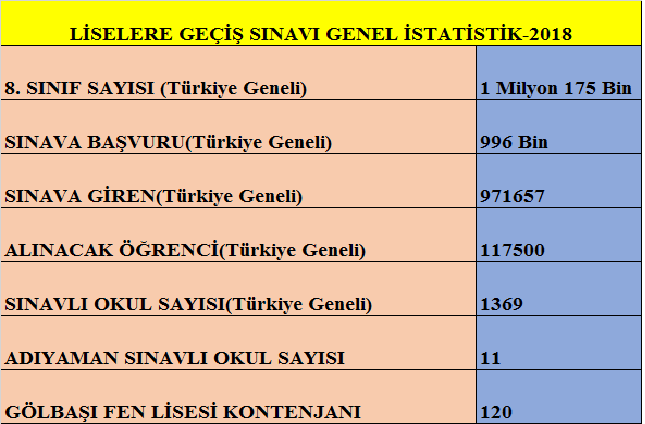 LİSELERE GEÇİŞ SINAVI GENEL İSTATİSTİK-2018
8. SINIF SAYISI (Türkiye Geneli) 1 Milyon 175 Bin
SINAVA BAŞVURU(Türkiye Geneli) 996 Bin
SINAVA GİREN(Türkiye Geneli) 971657
ALINACAK ÖĞRENCİ(Türkiye Geneli) 117500
SINAVLI OKUL SAYISI(Türkiye Geneli) 1369
ADIYAMAN SINAVLI OKUL SAYISI 11
GÖLBAŞI FEN LİSESİ KONTENJANI 120